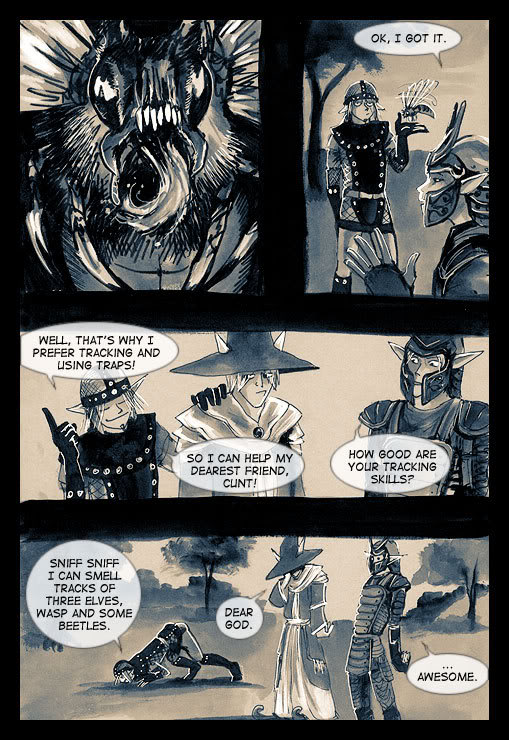 OK, I GOT IT.
WELL, THAT'S WHY I
PREFER TRACKING AND
USING TRAPS!
SO I CAN HELP MY
DEAREST FRIEND,
CUNT!
HOW GOOD ARE
YOUR TRACKING
SKILLS?
SNIFF SNIFF
I CAN SMELL
TRACKS OF
THREE ELVES,
WASP AND SOME
BEETLES.
DEAR
GOD.
...
AWESOME.